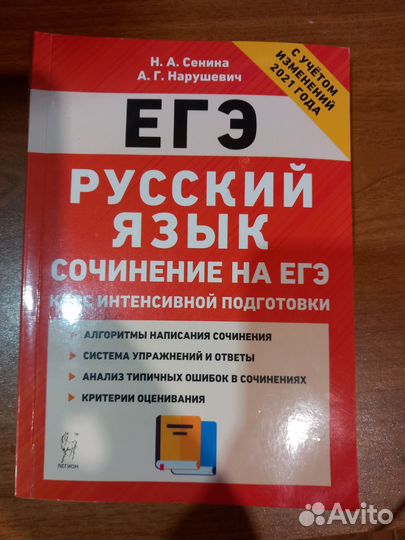 Н. А. Сенина
А. Г. Нарушевич
С УЧЁТОМ
ИЗМЕНЕНИЙ
2021 ГОДА
ЕГЭ
РУССКИЙ
ЯЗЫК
СОЧИНЕНИЕ НА ЕГЭ
КУРС ИНТЕНСИВНОЙ ПОДГОТОВКИ
АЛГОРИТМЫ НАПИСАНИЯ СОЧИНЕНИЯ
СИСТЕМА УПРАЖНЕНИЙ И ОТВЕТЫ
АНАЛИЗ ТИПИЧНЫХ ОШИБОК В СОЧИНЕНИЯХ
КРИТЕРИИ ОЦЕНИВАНИЯ
ЛЕГИОН
Avito